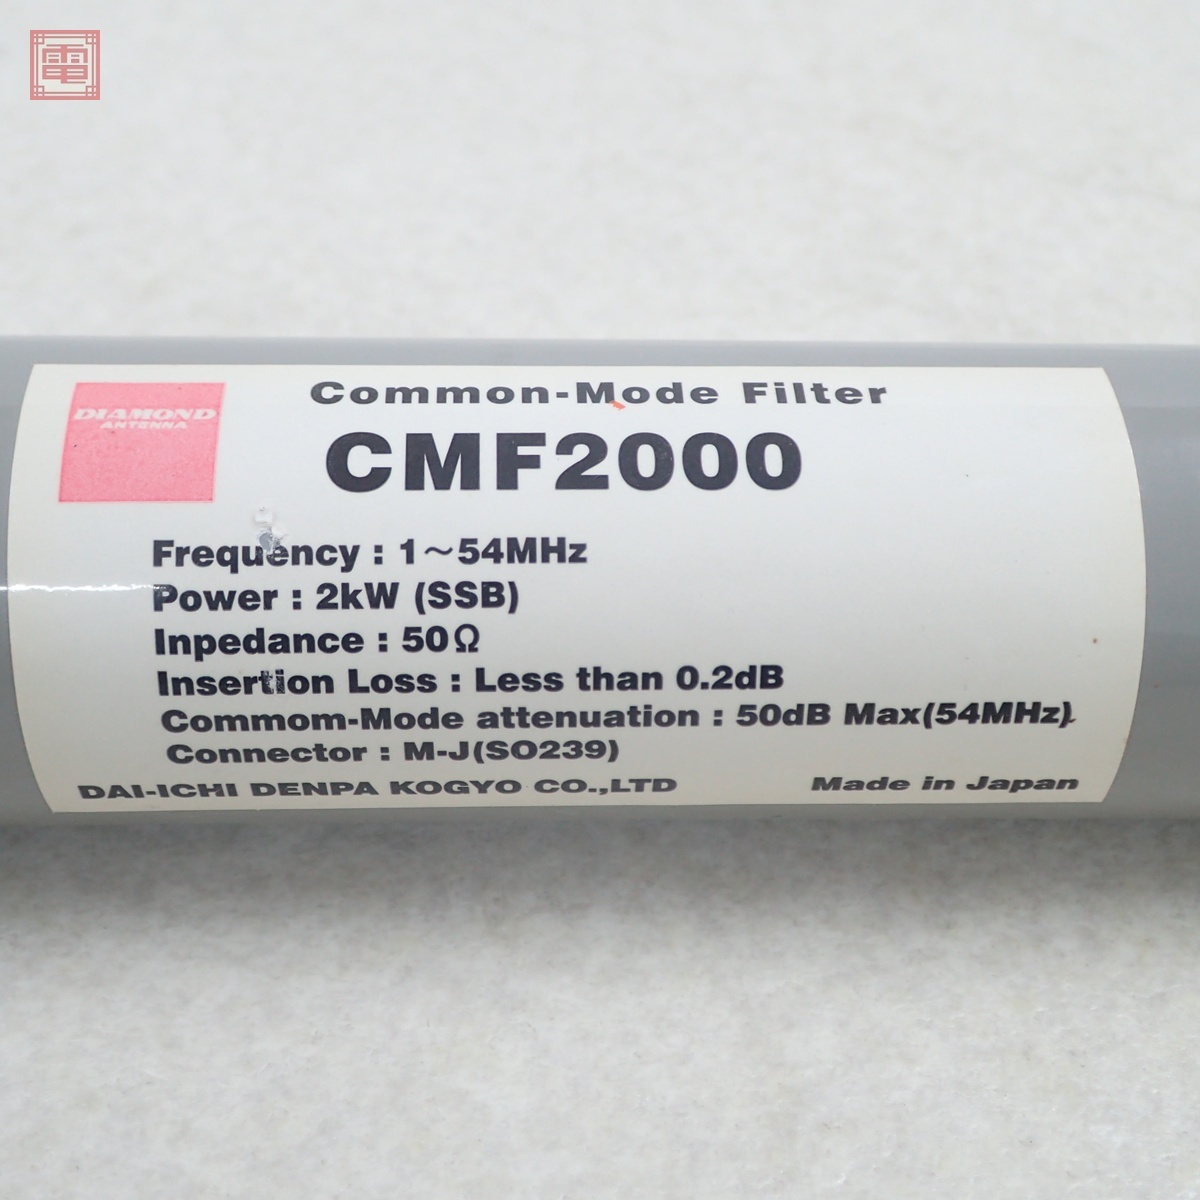 電
DIAMOND
ANTENNA
Common-Mode Filter
CMF2000
Frequency : 1～54MHz
Power : 2kW (SSB)
Inpedance : 50Ω
Insertion Loss : Less than 0.2dB
Commom-Mode attenuation : 50dB Max(54MHz)
Connector : M-J(SO239)
DAI-ICHI DENPA KOGYO CO.,LTD Made in Japan